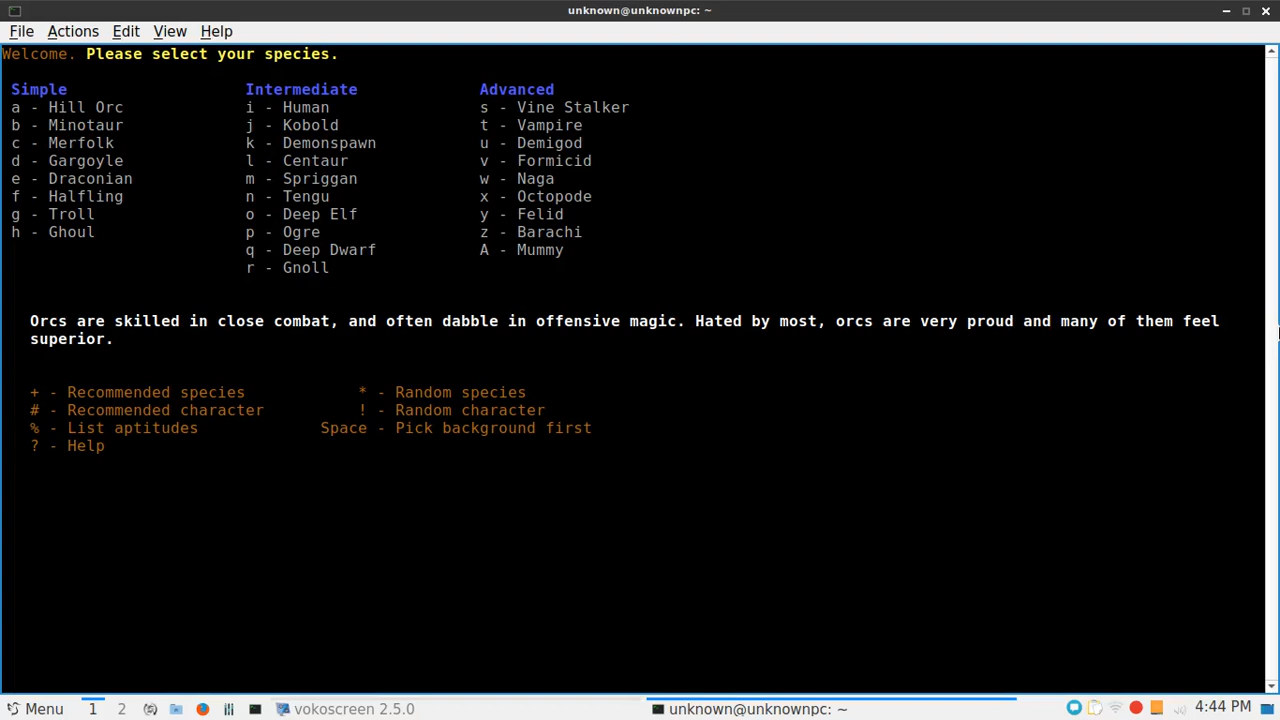 unknown@unknownpc: ~
File Actions Edit View Help
Welcome. Please select your species.
Simple Intermediate Advanced
a - Hill Orc i - Human s - Vine Stalker
b - Minotaur j - Kobold t - Vampire
c - Merfolk k - Demonspawn u - Demigod
d - Gargoyle l - Centaur v - Formicid
e - Draconian m - Spriggan w - Naga
f - Halfling n - Tengu x - Octopode
g - Troll o - Deep Elf y - Felid
h - Ghoul p - Ogre z - Barachi
q - Deep Dwarf A - Mummy
r - Gnoll
Orcs are skilled in close combat, and often dabble in offensive magic. Hated by most, orcs are very proud and many of them feel
superior.
+ - Recommended species * - Random species
# - Recommended character ! - Random character
% - List aptitudes Space - Pick background first
? - Help
Menu 1 2 vokoscreen 2.5.0 unknown@unknownpc: ~ 4:44 PM